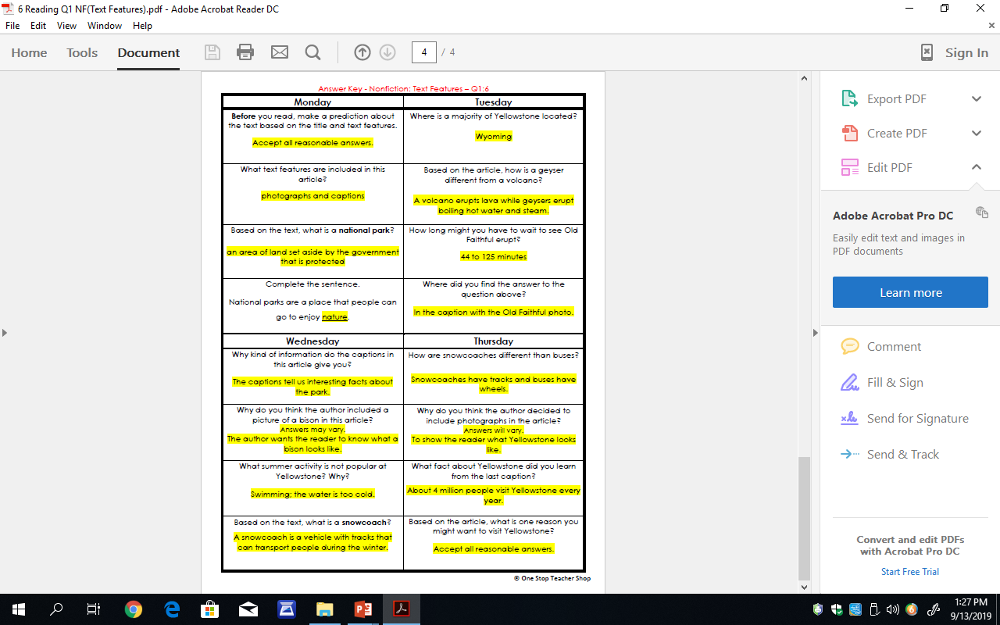 6 Reading Q1 NF(Text Features).pdf - Adobe Acrobat Reader DC
File Edit View Window Help
Home Tools Document 4 / 4 Sign In
Answer Key - Nonfiction: Text Features – Q1:6
Monday
Before you read, make a prediction about
the text based on the title and text features.
Accept all reasonable answers.
What text features are included in this
article?
photographs and captions
Based on the text, what is a national park?
an area of land set aside by the government
that is protected
Complete the sentence.
National parks are a place that people can
go to enjoy nature.
Tuesday
Where is a majority of Yellowstone located?
Wyoming
Based on the article, how is a geyser
different from a volcano?
A volcano erupts lava while geysers erupt
boiling hot water and steam.
How long might you have to wait to see Old
Faithful erupt?
44 to 125 minutes
Where did you find the answer to the
question above?
In the caption with the Old Faithful photo.
Wednesday
Why kind of information do the captions in
this article give you?
The captions tell us interesting facts about
the park.
Why do you think the author included a
picture of a bison in this article?
Answers may vary.
The author wants the reader to know what a
bison looks like.
What summer activity is not popular at
Yellowstone? Why?
Swimming; the water is too cold.
Based on the text, what is a snowcoach?
A snowcoach is a vehicle with tracks that
can transport people during the winter.
Thursday
How are snowcoaches different than buses?
Snowcoaches have tracks and buses have
wheels.
Why do you think the author decided to
include photographs in the article?
Answers will vary.
To show the reader what Yellowstone looks
like.
What fact about Yellowstone did you learn
from the last caption?
About 4 million people visit Yellowstone every
year.
Based on the article, what is one reason you
might want to visit Yellowstone?
Accept all reasonable answers.
© One Stop Teacher Shop
Export PDF
Create PDF
Edit PDF
Adobe Acrobat Pro DC
Easily edit text and images in
PDF documents
Learn more
Comment
Fill & Sign
Send for Signature
Send & Track
Convert and edit PDFs
with Acrobat Pro DC
Start Free Trial
1:27 PM
9/13/2019